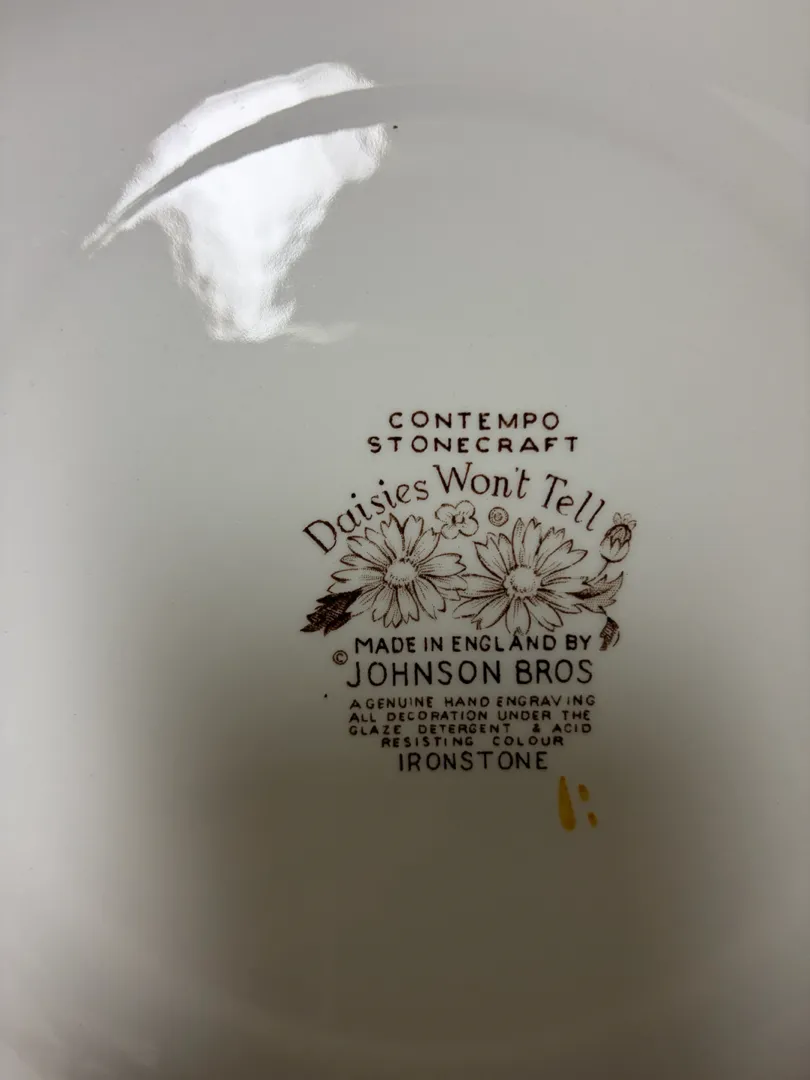 CONTEMPO
STONECRAFT
Daisies Won't Tell
MADE IN ENGLAND BY
© JOHNSON BROS
A GENUINE HAND ENGRAVING
ALL DECORATION UNDER THE
GLAZE DETERGENT & ACID
RESISTING COLOUR
IRONSTONE